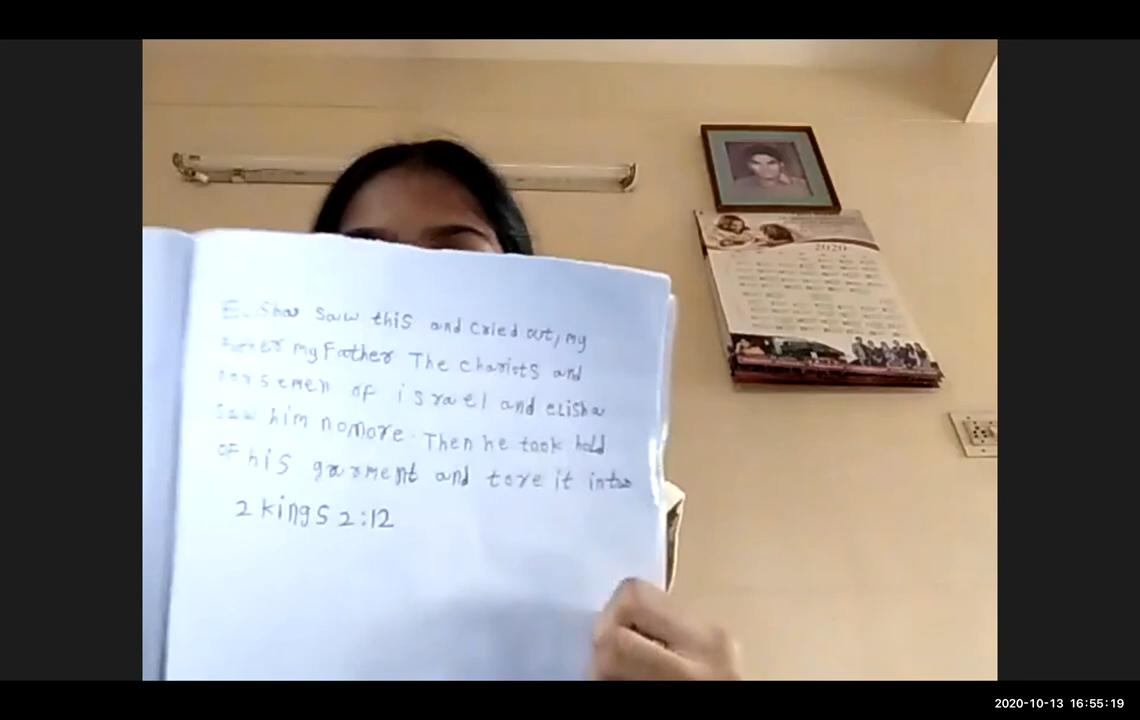 Elisha saw this and cried out, my
Father my Father The chariots and
horsemen of israel and elisha
saw him nomore. Then he took hold
of his garment and tore it intwo
2 kings 2:12
2020
2020-10-13 16:55:19